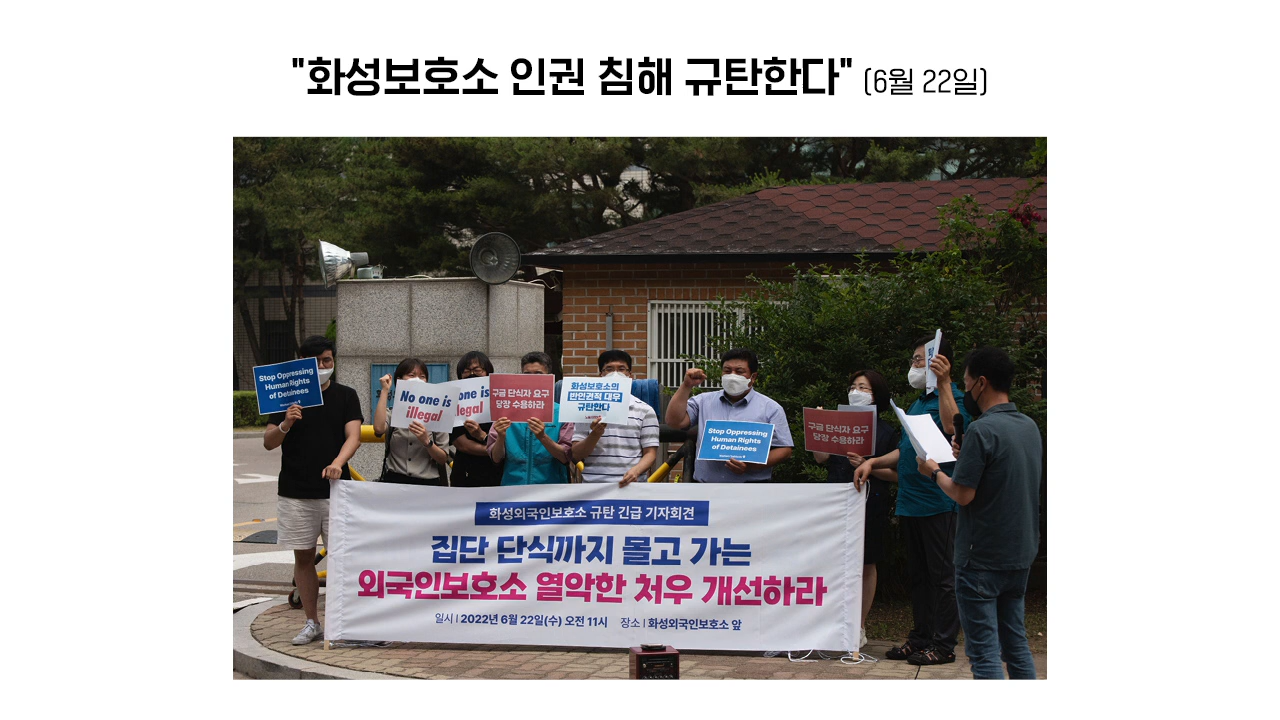 "화성보호소 인권 침해 규탄한다" (6월 22일)
Stop Oppressing
Human Rights
of Detainees
No one is
illegal
one is
gal
구금 단식자 요구
당장 수용하라
화성보호소의
반인권적 대우
규탄한다
Stop Oppressing
Human Rights
of Detainees
구금 단식자 요구
당장 수용하라
화성외국인보호소 규탄 긴급 기자회견
집단 단식까지 몰고 가는
외국인보호소 열악한 처우 개선하라
일시 | 2022년 6월 22일(수) 오전 11시 장소 | 화성외국인보호소 앞